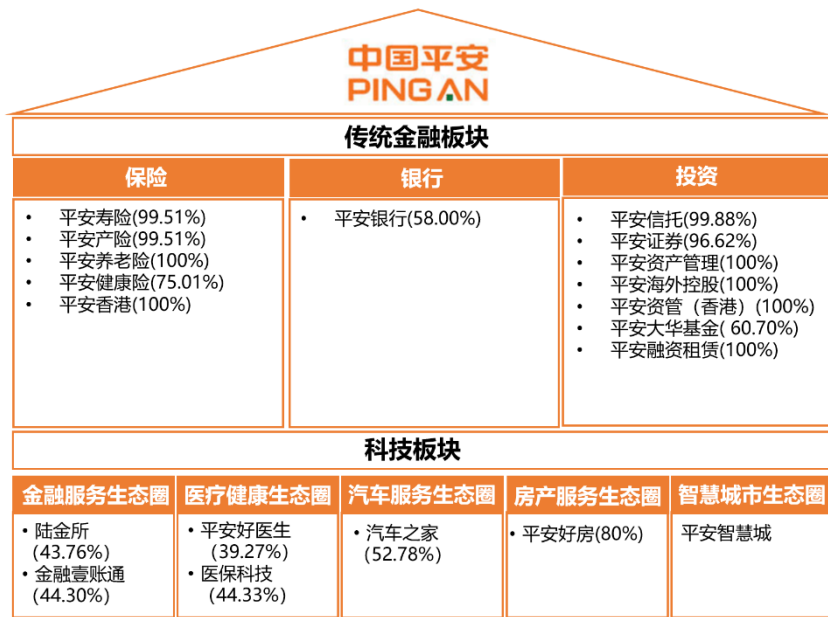 中国平安
PING AN
传统金融板块
保险
• 平安寿险(99.51%)
• 平安产险(99.51%)
• 平安养老险(100%)
• 平安健康险(75.01%)
• 平安香港(100%)
银行
• 平安银行(58.00%)
投资
• 平安信托(99.88%)
• 平安证券(96.62%)
• 平安资产管理(100%)
• 平安海外控股(100%)
• 平安资管（香港）(100%)
• 平安大华基金( 60.70%)
• 平安融资租赁(100%)
科技板块
金融服务生态圈
• 陆金所
(43.76%)
• 金融壹账通
(44.30%)
医疗健康生态圈
• 平安好医生
(39.27%)
• 医保科技
(44.33%)
汽车服务生态圈
• 汽车之家
(52.78%)
房产服务生态圈
• 平安好房(80%)
智慧城市生态圈
平安智慧城